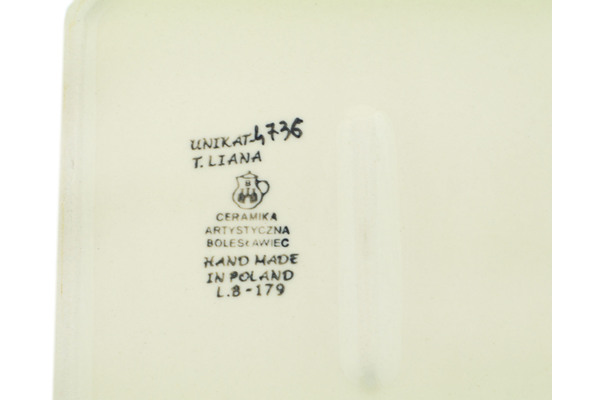 UNIKAT-4736
T. LIANA
CERAMIKA
ARTYSTYCZNA
BOLESŁAWIEC
HAND MADE
IN POLAND
L.B-179